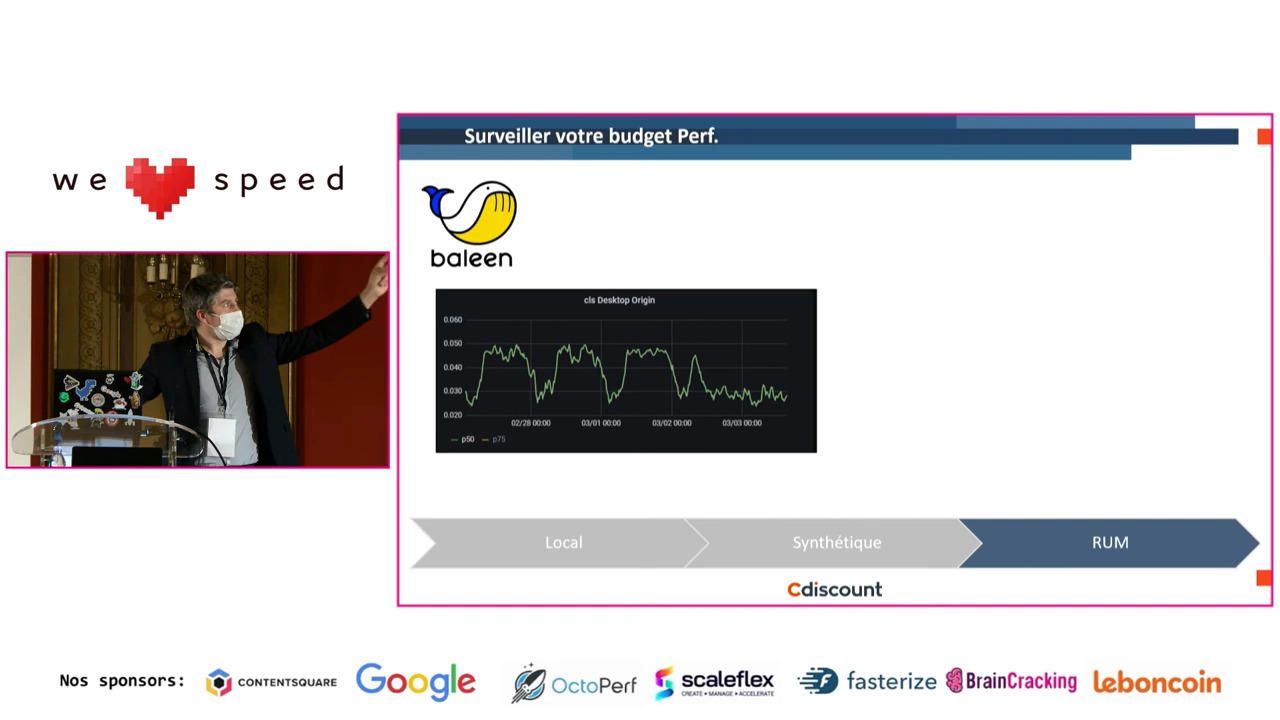 we speed
Surveiller votre budget Perf.
baleen
cls Desktop Origin
0.060
0.050
0.040
0.030
0.020
02/28 00:00 03/01 00:00 03/02 00:00 03/03 00:00
p50 p75
Local Synthétique RUM
Cdiscount
Nos sponsors: CONTENTSQUARE Google OctoPerf scaleflex fasterize BrainCracking leboncoin
CREATE • MANAGE • ACCELERATE